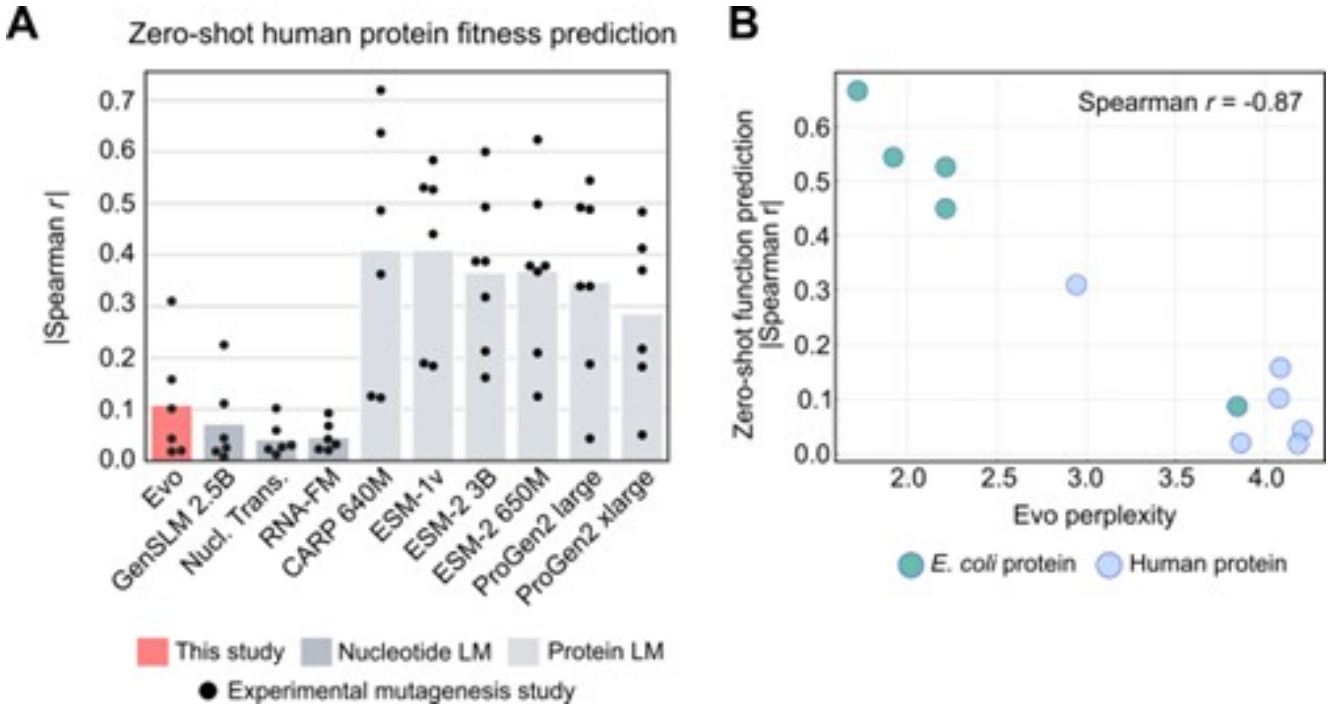 A
Zero-shot human protein fitness prediction
|Spearman r|
0.7
0.6
0.5
0.4
0.3
0.2
0.1
0.0
Evo
GenSLM 2.5B
Nucl. Trans.
RNA-FM
CARP 640M
ESM-1v
ESM-2 3B
ESM-2 650M
ProGen2 large
ProGen2 xlarge
This study
Nucleotide LM
Protein LM
Experimental mutagenesis study
B
Spearman r = -0.87
Zero-shot function prediction
|Spearman r|
0.6
0.5
0.4
0.3
0.2
0.1
0.0
2.0
2.5
3.0
3.5
4.0
Evo perplexity
E. coli protein
Human protein